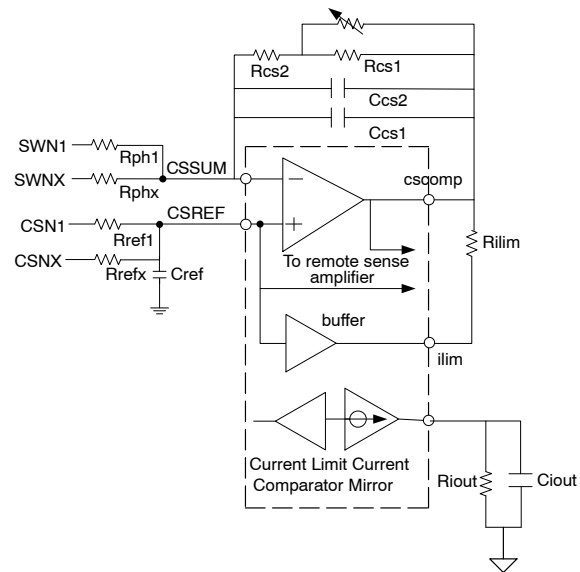 Rcs2
Rcs1
Ccs2
Ccs1
SWN1
Rph1
SWNX
Rphx
CSSUM
cscomp
CSN1
Rref1
CSREF
CSNX
Rrefx
Cref
Rilim
To remote sense
amplifier
buffer
ilim
Current Limit Current
Comparator Mirror
Riout
Ciout